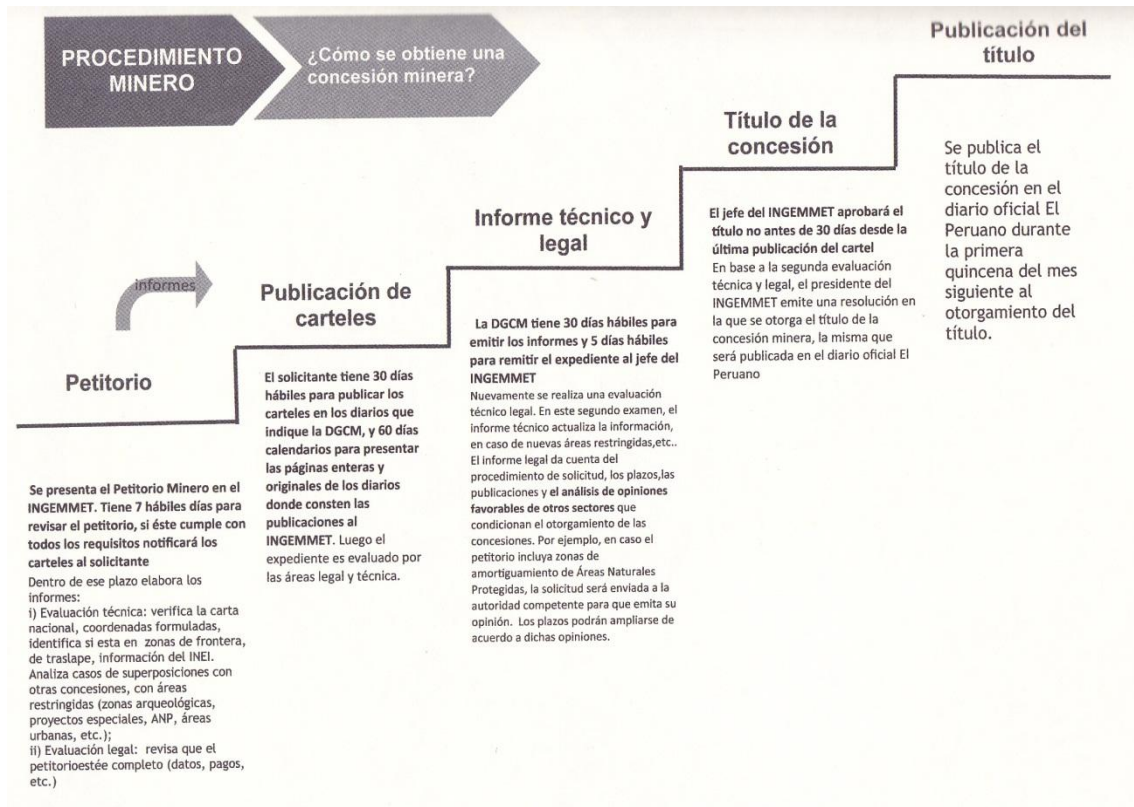 PROCEDIMIENTO
MINERO
¿Cómo se obtiene una
concesión minera?
informes
Petitorio
Se presenta el Petitorio Minero en el
INGEMMET. Tiene 7 hábiles días para
revisar el petitorio, si éste cumple con
todos los requisitos notificará los
carteles al solicitante
Dentro de ese plazo elabora los
informes:
i) Evaluación técnica: verifica la carta
nacional, coordenadas formuladas,
identifica si esta en zonas de frontera,
de traslape, información del INEI.
Analiza casos de superposiciones con
otras concesiones, con áreas
restringidas (zonas arqueológicas,
proyectos especiales, ANP, áreas
urbanas, etc.);
ii) Evaluación legal: revisa que el
petitorioestée completo (datos, pagos,
etc.)
Publicación de
carteles
El solicitante tiene 30 días
hábiles para publicar los
carteles en los diarios que
indique la DGCM, y 60 días
calendarios para presentar
las páginas enteras y
originales de los diarios
donde consten las
publicaciones al
INGEMMET. Luego el
expediente es evaluado por
las áreas legal y técnica.
Informe técnico y
legal
La DGCM tiene 30 días hábiles para
emitir los informes y 5 días hábiles
para remitir el expediente al jefe del
INGEMMET
Nuevamente se realiza una evaluación
técnico legal. En este segundo examen, el
informe técnico actualiza la información,
en caso de nuevas áreas restringidas,etc..
El informe legal da cuenta del
procedimiento de solicitud, los plazos,las
publicaciones y el análisis de opiniones
favorables de otros sectores que
condicionan el otorgamiento de las
concesiones. Por ejemplo, en caso el
petitorio incluya zonas de
amortiguamiento de Áreas Naturales
Protegidas, la solicitud será enviada a la
autoridad competente para que emita su
opinión. Los plazos podrán ampliarse de
acuerdo a dichas opiniones.
Título de la
concesión
El jefe del INGEMMET aprobará el
título no antes de 30 días desde la
última publicación del cartel
En base a la segunda evaluación
técnica y legal, el presidente del
INGEMMET emite una resolución en
la que se otorga el título de la
concesión minera, la misma que
será publicada en el diario oficial El
Peruano
Publicación del
título
Se publica el
título de la
concesión en el
diario oficial El
Peruano durante
la primera
quincena del mes
siguiente al
otorgamiento del
título.